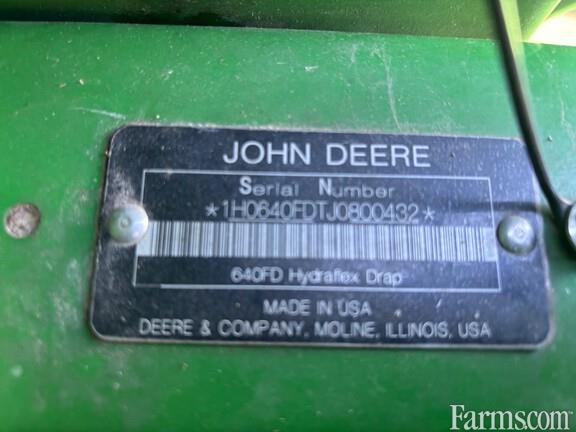 JOHN DEERE
Serial Number
*1H0640FDTJ0800432*
640FD Hydraflex Drap
MADE IN USA
DEERE & COMPANY, MOLINE, ILLINOIS, USA
Farms.com